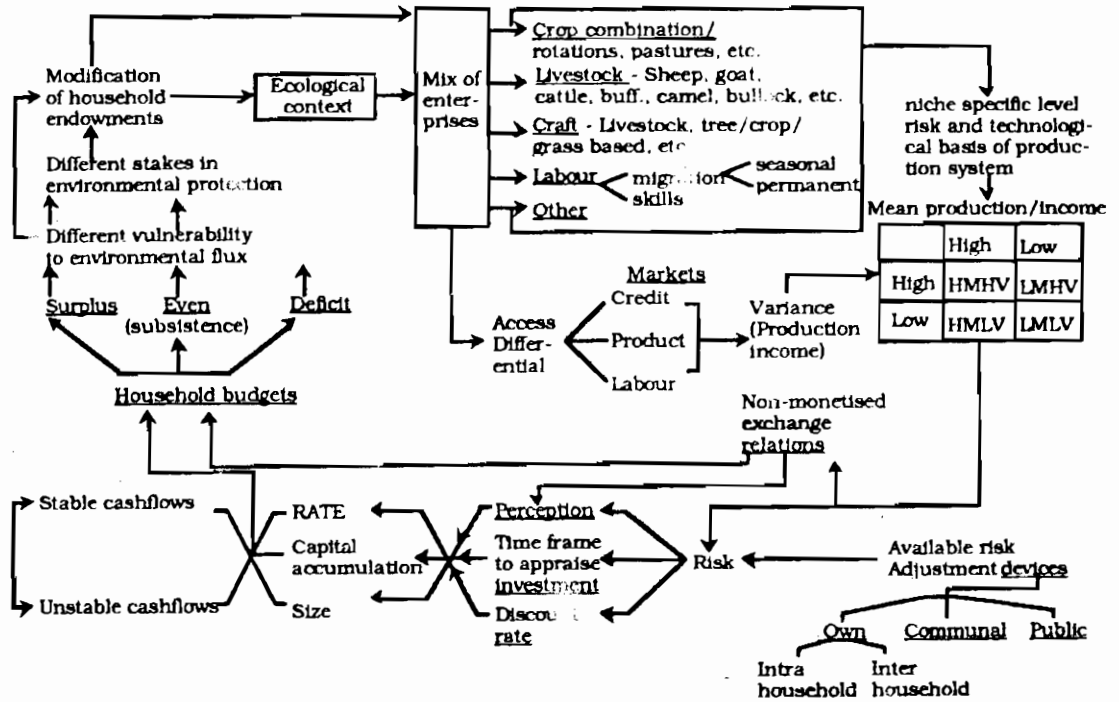 Modification
of household
endowments
Ecological
context
Mix of
enter-
prises
Crop combination/
rotations, pastures, etc.
Livestock - Sheep, goat,
cattle, buff., camel, bullock, etc.
Craft - Livestock, tree/crop/
grass based, etc
Labour
migration
skills
seasonal
permanent
Other
niche specific level
risk and technologi-
cal basis of produc-
tion system
Mean production/income
High Low
High HMHV LMHV
Low HMLV LMLV
Different stakes in
environmental protection
Different vulnerability
to environmental flux
Surplus
Even
(subsistence)
Deficit
Household budgets
Access
Differ-
ential
Markets
Credit
Product
Labour
Variance
(Production
income)
Non-monetised
exchange
relations
Stable cashflows
Unstable cashflows
RATE
Capital
accumulation
Size
Perception
Time frame
to appraise
investment
Discount
rate
Risk
Available risk
Adjustment devices
Own
Communal
Public
Intra
household
Inter
household